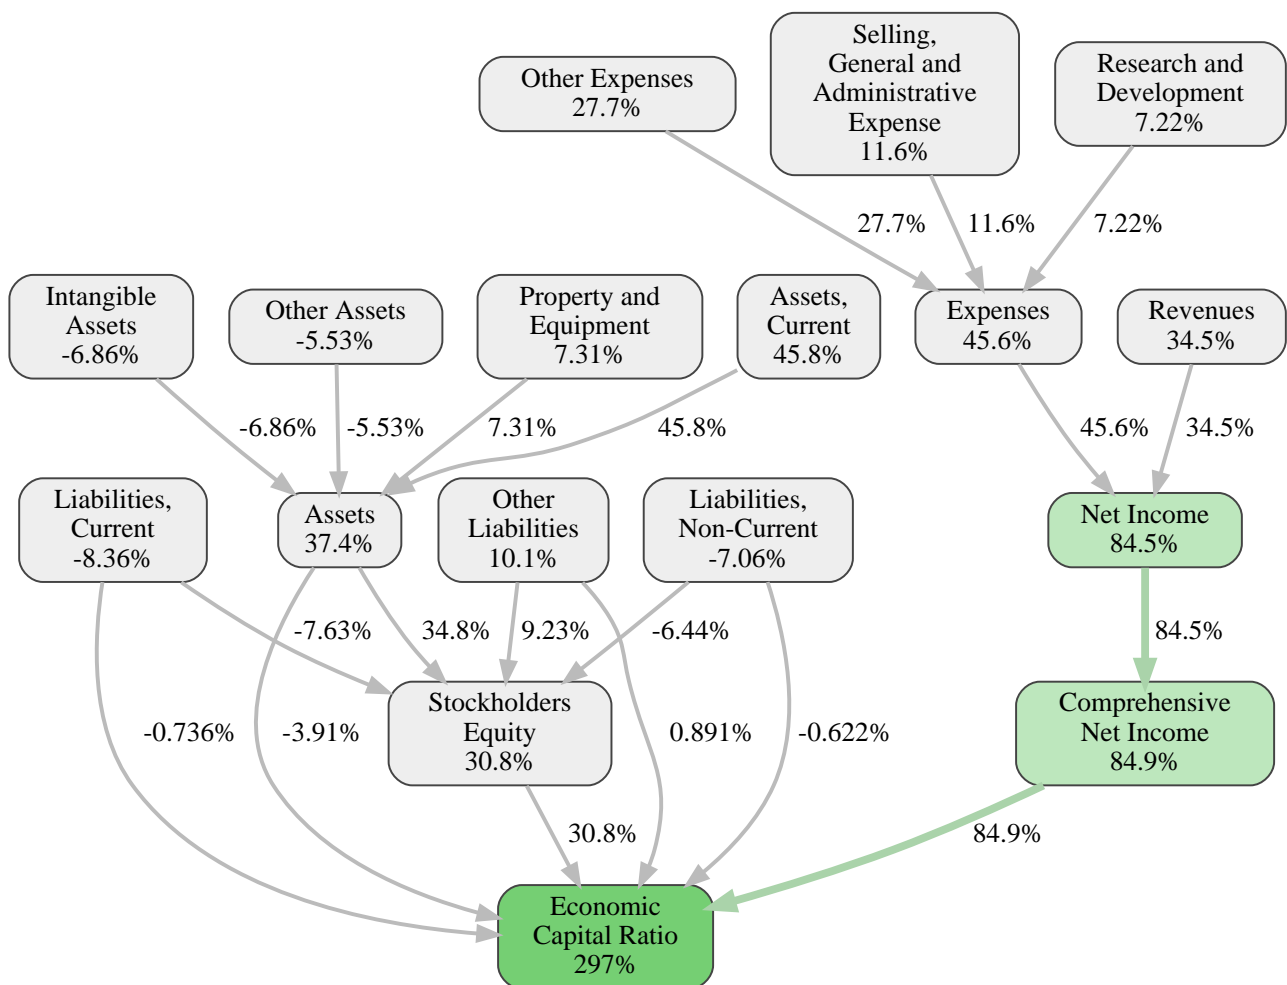 Selling,
General and
Administrative
Expense
11.6%
Other Expenses
27.7%
Research and
Development
7.22%
27.7%
11.6%
7.22%
Intangible
Assets
-6.86%
Other Assets
-5.53%
Property and
Equipment
7.31%
Assets,
Current
45.8%
Expenses
45.6%
Revenues
34.5%
-6.86%
-5.53%
7.31%
45.8%
45.6%
34.5%
Liabilities,
Current
-8.36%
Assets
37.4%
Other
Liabilities
10.1%
Liabilities,
Non-Current
-7.06%
Net Income
84.5%
-7.63%
34.8%
9.23%
-6.44%
84.5%
Stockholders
Equity
30.8%
Comprehensive
Net Income
84.9%
-0.736%
-3.91%
0.891%
-0.622%
30.8%
84.9%
Economic
Capital Ratio
297%